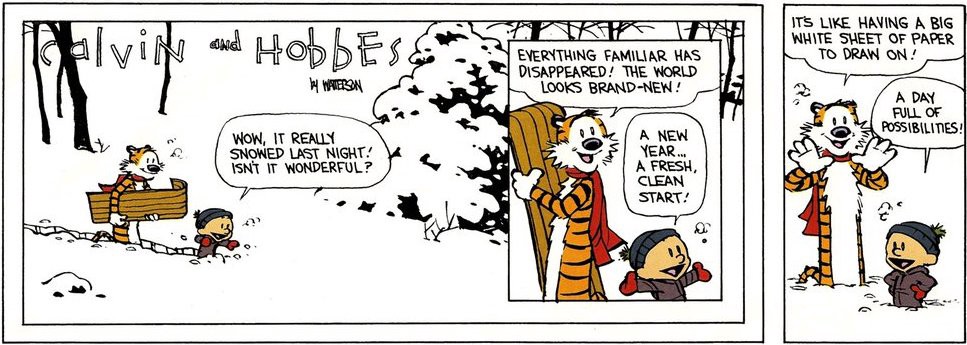 Calvin and HOBBES
by WATTERSON
WOW, IT REALLY
SNOWED LAST NIGHT!
ISN'T IT WONDERFUL?
EVERYTHING FAMILIAR HAS
DISAPPEARED! THE WORLD
LOOKS BRAND-NEW!
A NEW
YEAR...
A FRESH,
CLEAN
START!
IT'S LIKE HAVING A BIG
WHITE SHEET OF PAPER
TO DRAW ON!
A DAY
FULL OF
POSSIBILITIES!